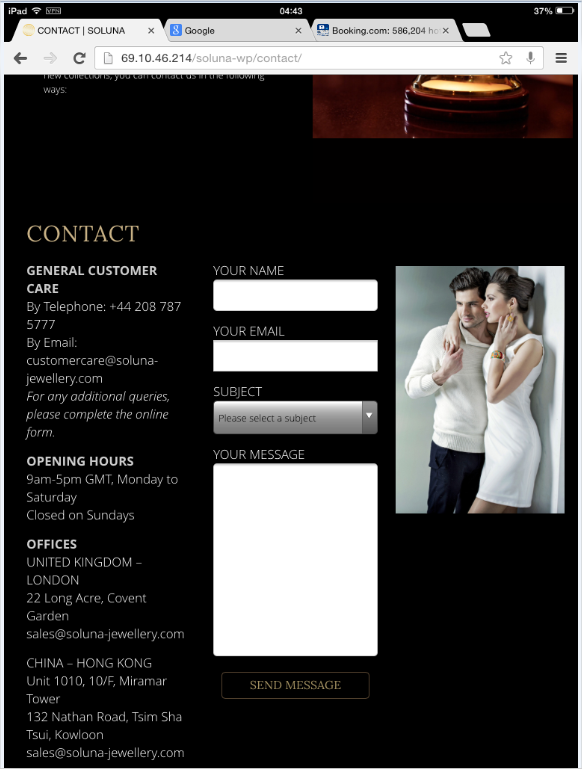 iPad VPN 04:43 37%
CONTACT | SOLUNA × Google × Booking.com: 586,204 ho ×
69.10.46.214/soluna-wp/contact/
new collections, you can contact us in the following
ways:
CONTACT
GENERAL CUSTOMER
CARE
By Telephone: +44 208 787
5777
By Email:
customercare@soluna-
jewellery.com
For any additional queries,
please complete the online
form.
OPENING HOURS
9am-5pm GMT, Monday to
Saturday
Closed on Sundays
OFFICES
UNITED KINGDOM –
LONDON
22 Long Acre, Covent
Garden
sales@soluna-jewellery.com
CHINA – HONG KONG
Unit 1010, 10/F, Miramar
Tower
132 Nathan Road, Tsim Sha
Tsui, Kowloon
sales@soluna-jewellery.com
YOUR NAME
YOUR EMAIL
SUBJECT
Please select a subject
YOUR MESSAGE
SEND MESSAGE